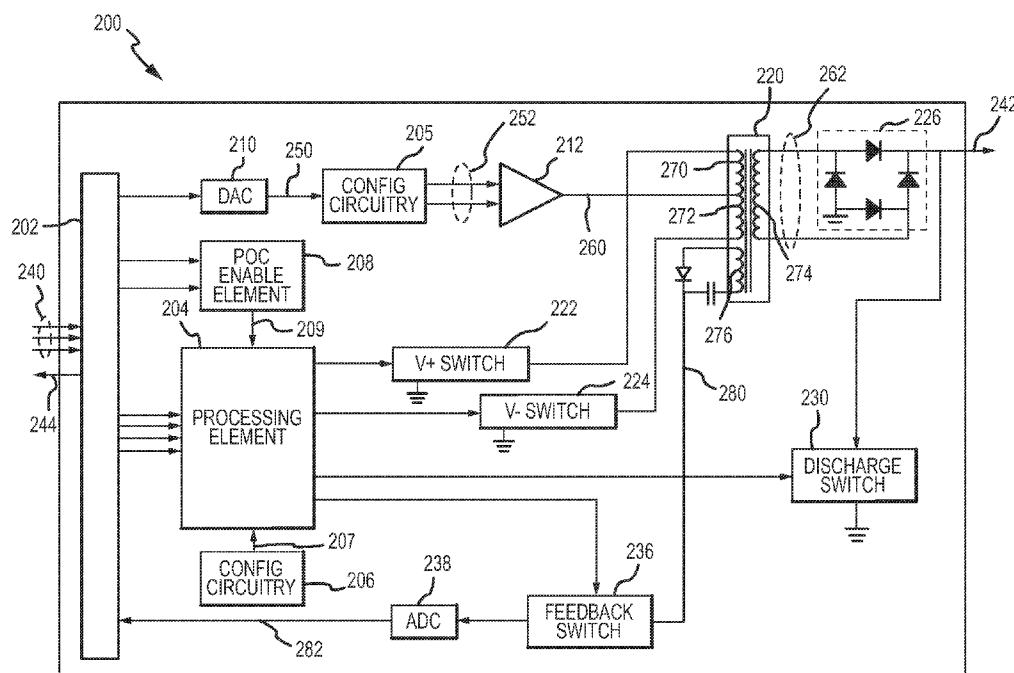 200
220
262
226
242
210
250
205
252
212
DAC
CONFIG
CIRCUITRY
270
260
202
272
274
POC
ENABLE
ELEMENT
208
240
204
209
276
222
V+ SWITCH
224
V- SWITCH
280
244
PROCESSING
ELEMENT
230
DISCHARGE
SWITCH
207
CONFIG
CIRCUITRY
206
238
236
ADC
FEEDBACK
SWITCH
282